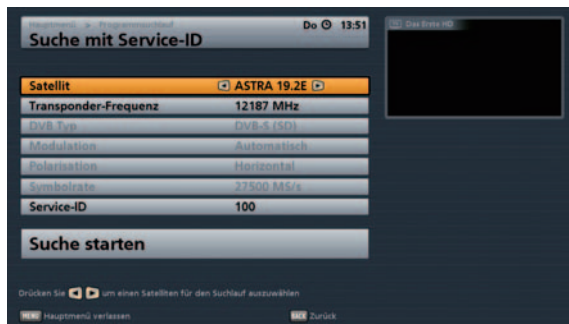 Hauptmenü > Programmsuchlauf
Suche mit Service-ID
Do 13:51
Das Erste HD
Satellit ASTRA 19.2E
Transponder-Frequenz 12187 MHz
DVB Typ DVB-S (SD)
Modulation Automatisch
Polarisation Horizontal
Symbolrate 27500 MS/s
Service-ID 100
Suche starten
Drücken Sie um einen Satelliten für den Suchlauf auszuwählen
MENU Hauptmenü verlassen
BACK Zurück